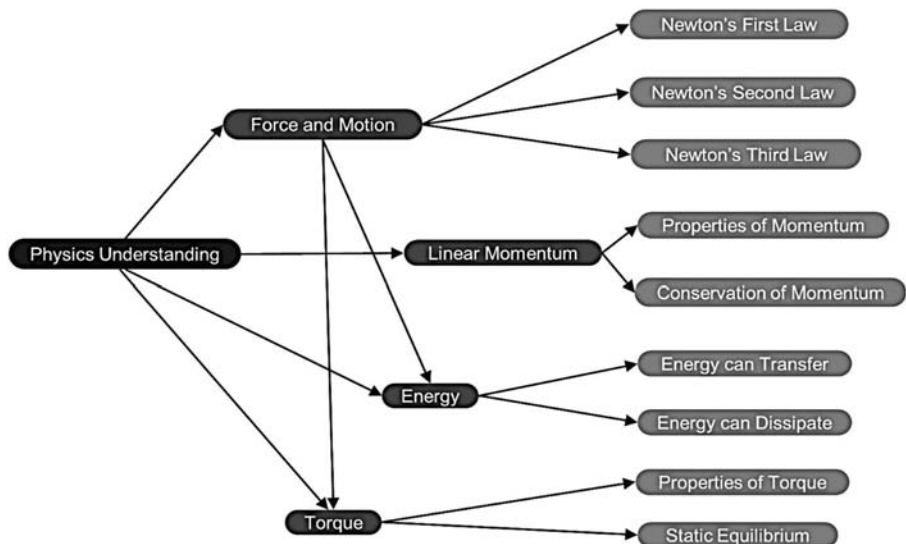 Newton's First Law
Newton's Second Law
Force and Motion
Newton's Third Law
Properties of Momentum
Physics Understanding
Linear Momentum
Conservation of Momentum
Energy can Transfer
Energy
Energy can Dissipate
Properties of Torque
Torque
Static Equilibrium